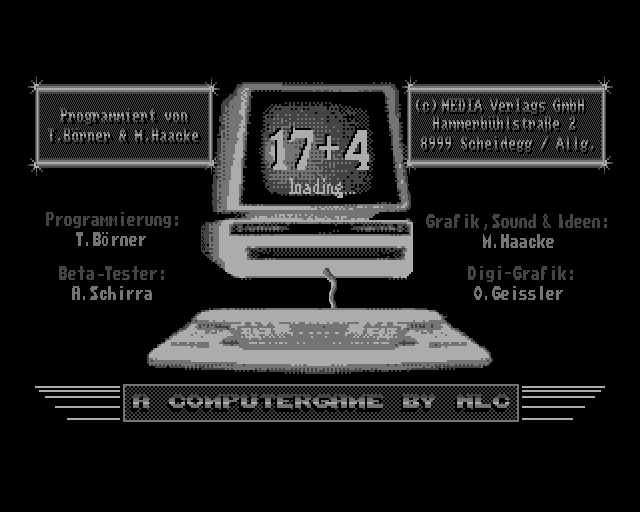 Programmiert von
T.Börner & M.Haacke
17+4
loading...
(c) MEDIA Verlags GmbH
Hammerbühlstraße 2
8999 Scheidegg / Allg.
Programmierung:
T.Börner
Beta-Tester:
A.Schirra
Grafik,Sound & Ideen:
M.Haacke
Digi-Grafik:
O.Geissler
A COMPUTERGAME BY MLC